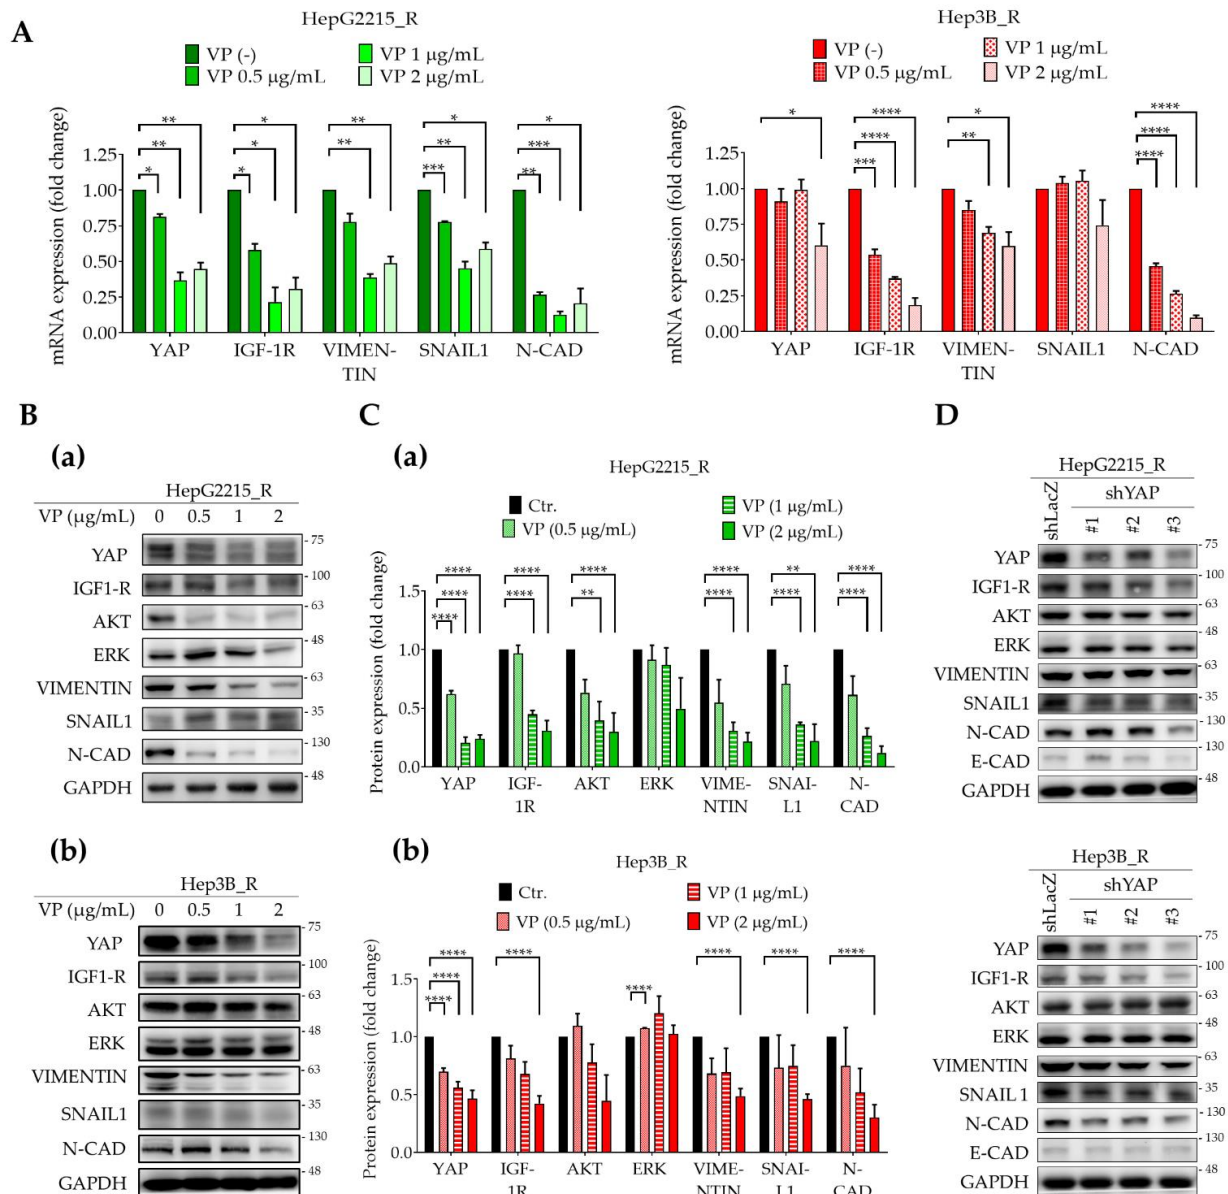 A
HepG2215_R
VP (-)
VP 1 µg/mL
VP 0.5 µg/mL
VP 2 µg/mL
mRNA expression (fold change)
1.25
1.00
0.75
0.50
0.25
0.00
** ** *
* * *
** **
* ** ***
* *** **
YAP IGF-1R VIMEN-TIN SNAIL1 N-CAD
Hep3B_R
VP (-)
VP 1 µg/mL
VP 0.5 µg/mL
VP 2 µg/mL
mRNA expression (fold change)
1.25
1.00
0.75
0.50
0.25
0.00
*
**** **** ***
* **
**** **** ****
YAP IGF-1R VIMEN-TIN SNAIL1 N-CAD
B
(a)
HepG2215_R
VP (µg/mL) 0 0.5 1 2
YAP 75
IGF1-R 100
AKT 63
ERK 48
VIMENTIN 63
SNAIL1 35
N-CAD 130
GAPDH 48
(b)
Hep3B_R
VP (µg/mL) 0 0.5 1 2
YAP 75
IGF1-R 100
AKT 63
ERK 48
VIMENTIN 63
SNAIL1 35
N-CAD 130
GAPDH 48
C
(a)
HepG2215_R
Ctr.
VP (1 µg/mL)
VP (0.5 µg/mL)
VP (2 µg/mL)
Protein expression (fold change)
1.5
1.0
0.5
0.0
**** **** ****
**** ****
**** **
**** ****
** ****
**** ****
YAP IGF-1R AKT ERK VIME-NTIN SNAI-L1 N-CAD
(b)
Hep3B_R
Ctr.
VP (1 µg/mL)
VP (0.5 µg/mL)
VP (2 µg/mL)
Protein expression (fold change)
1.5
1.0
0.5
0.0
**** **** ****
****
****
****
****
****
YAP IGF-1R AKT ERK VIME-NTIN SNAI-L1 N-CAD
D
HepG2215_R
shLacZ
shYAP
#1 #2 #3
YAP 75
IGF1-R 100
AKT 63
ERK 48
VIMENTIN 63
SNAIL1 35
N-CAD 130
E-CAD 130
GAPDH 48
Hep3B_R
shLacZ
shYAP
#1 #2 #3
YAP 75
IGF1-R 100
AKT 63
ERK 48
VIMENTIN 63
SNAIL1 35
N-CAD 130
E-CAD 130
GAPDH 48